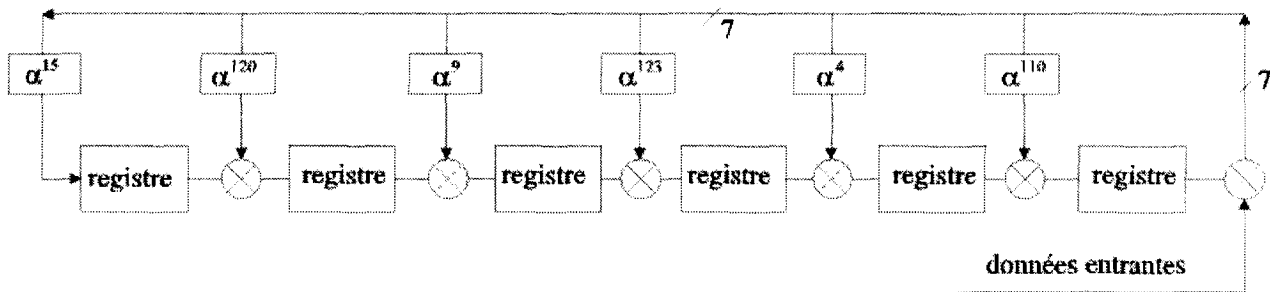 7
α¹⁵ α¹²⁰ α⁹ α¹²³ α⁴ α¹¹⁰ 7
registre registre registre registre registre registre
données entrantes